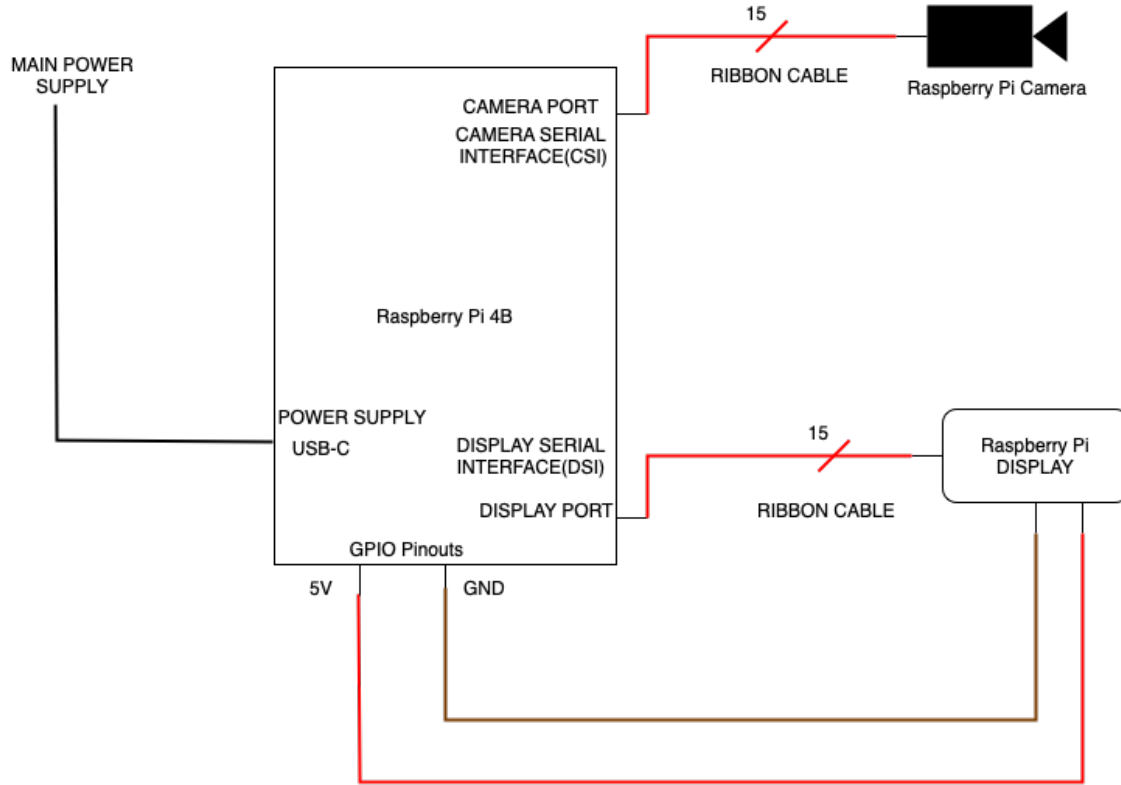 15
MAIN POWER
SUPPLY
RIBBON CABLE
Raspberry Pi Camera
CAMERA PORT
CAMERA SERIAL
INTERFACE(CSI)
Raspberry Pi 4B
POWER SUPPLY
USB-C
DISPLAY SERIAL
INTERFACE(DSI)
DISPLAY PORT
15
RIBBON CABLE
Raspberry Pi
DISPLAY
GPIO Pinouts
5V
GND